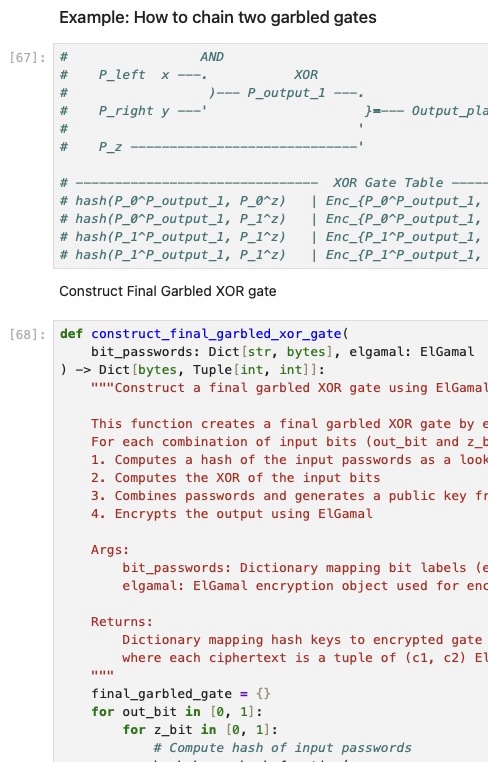 Example: How to chain two garbled gates
[67]: #                 AND
#    P_left  x ---.           XOR
#                  )--- P_output_1 ---.
#    P_right y ---'                    }=--- Output_pla
#                                     '
#    P_z -----------------------------'
# ------------------------------- XOR Gate Table -----
# hash(P_0^P_output_1, P_0^z)   | Enc_{P_0^P_output_1,
# hash(P_0^P_output_1, P_1^z)   | Enc_{P_0^P_output_1,
# hash(P_1^P_output_1, P_0^z)   | Enc_{P_1^P_output_1,
# hash(P_1^P_output_1, P_1^z)   | Enc_{P_1^P_output_1,
Construct Final Garbled XOR gate
[68]: def construct_final_garbled_xor_gate(
    bit_passwords: Dict[str, bytes], elgamal: ElGamal
) -> Dict[bytes, Tuple[int, int]]:
    """Construct a final garbled XOR gate using ElGamal
    This function creates a final garbled XOR gate by e
    For each combination of input bits (out_bit and z_b
    1. Computes a hash of the input passwords as a look
    2. Computes the XOR of the input bits
    3. Combines passwords and generates a public key fr
    4. Encrypts the output using ElGamal
    Args:
        bit_passwords: Dictionary mapping bit labels (e
        elgamal: ElGamal encryption object used for enc
    Returns:
        Dictionary mapping hash keys to encrypted gate
        where each ciphertext is a tuple of (c1, c2) El
    """
    final_garbled_gate = {}
    for out_bit in [0, 1]:
        for z_bit in [0, 1]:
            # Compute hash of input passwords